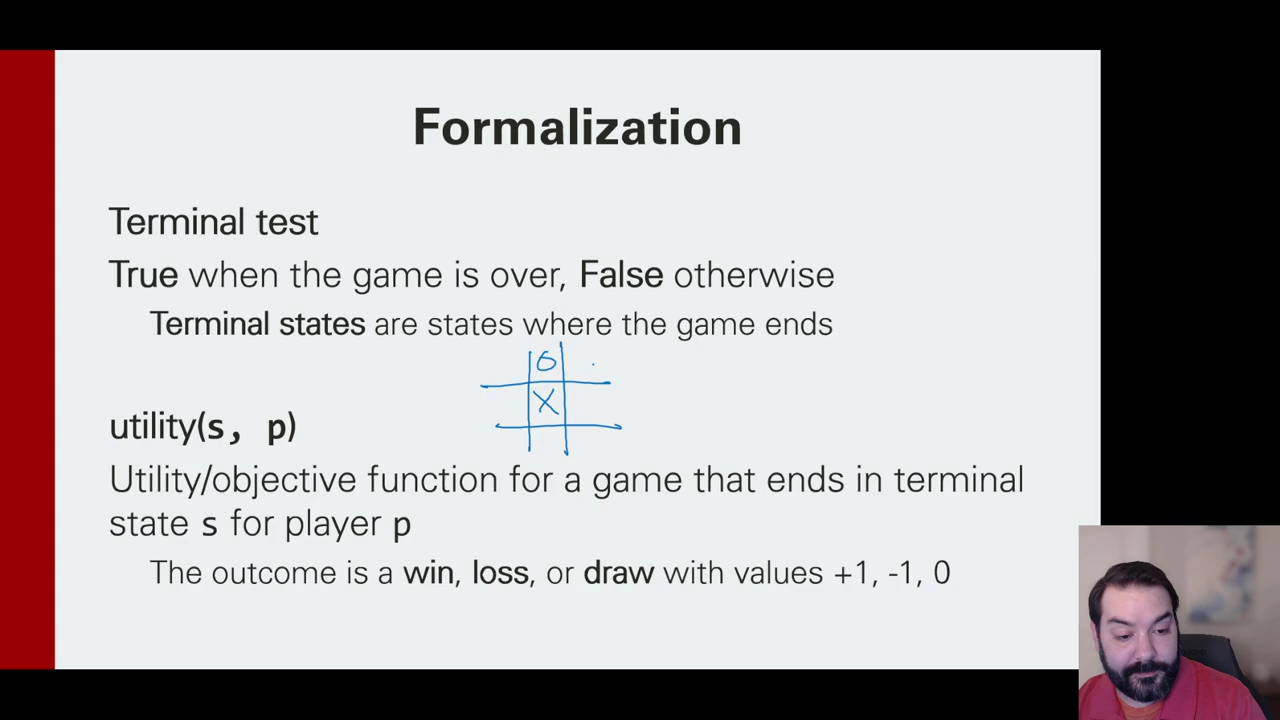 Formalization
Terminal test
True when the game is over, False otherwise
Terminal states are states where the game ends
O
X
utility(s, p)
Utility/objective function for a game that ends in terminal
state s for player p
The outcome is a win, loss, or draw with values +1, -1, 0